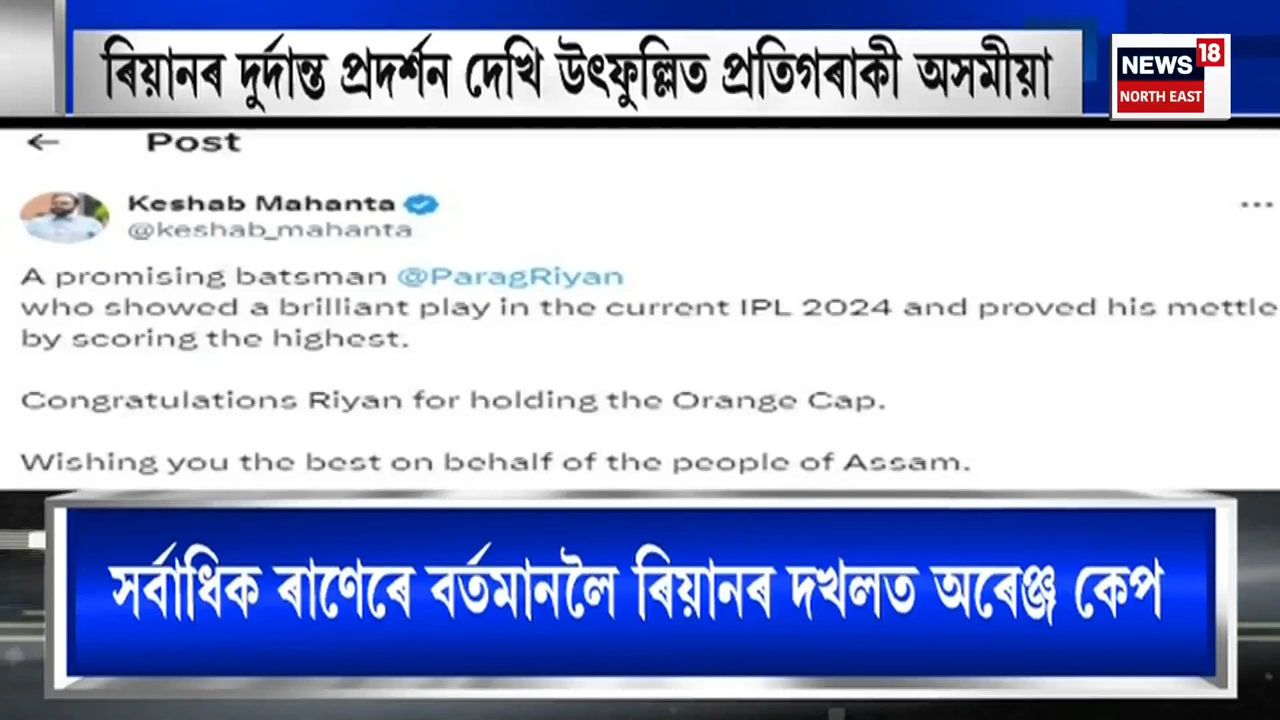 ৰিয়ানৰ দুৰ্দান্ত প্ৰদৰ্শন দেখি উৎফুল্লিত প্ৰতিগৰাকী অসমীয়া
NEWS 18
NORTH EAST
← Post
Keshab Mahanta
...
@keshab_mahanta
A promising batsman @ParagRiyan
who showed a brilliant play in the current IPL 2024 and proved his mettle
by scoring the highest.
Congratulations Riyan for holding the Orange Cap.
Wishing you the best on behalf of the people of Assam.
সৰ্বাধিক ৰাণেৰে বৰ্তমানলৈ ৰিয়ানৰ দখলত অৰেঞ্জ কেপ